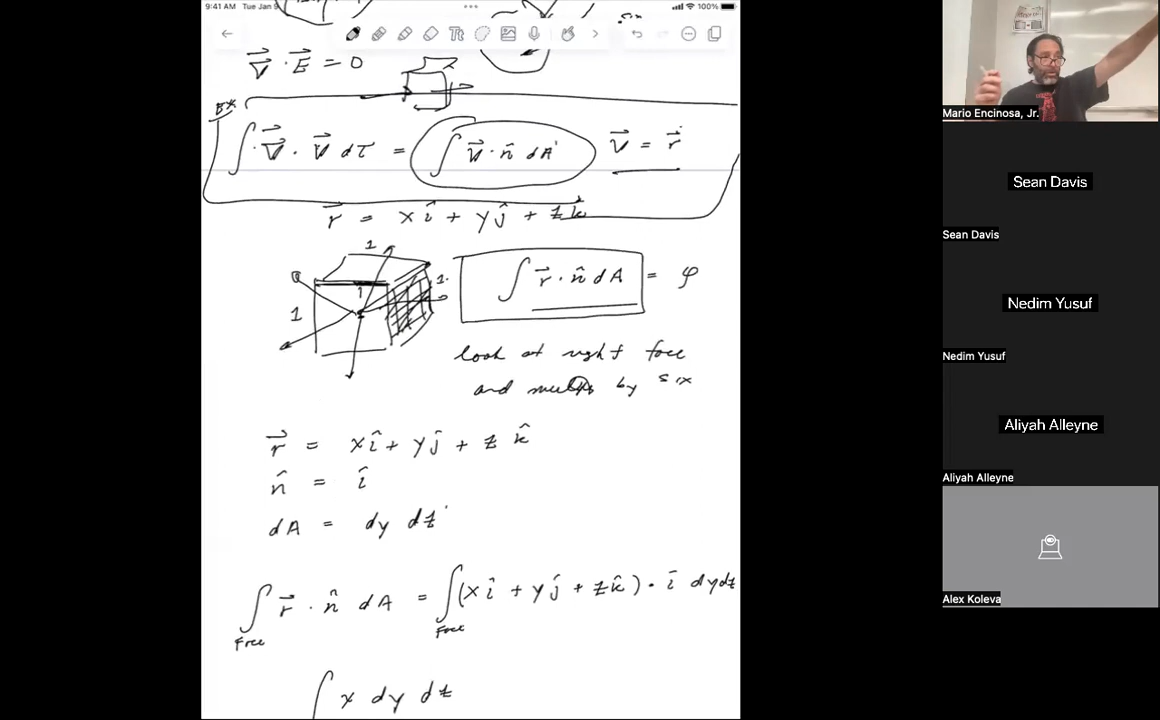 9:41 AM Tue Jan 9
100%
six
∇⃗ · E⃗ = 0
Ex
∫ ∇⃗ · V⃗ dτ = ∫ V⃗ · n̂ dA V⃗ = r⃗
r⃗ = x î + y ĵ + z k̂
1
1
1
1
∫ r⃗ · n̂ dA = φ
look at right face
and by six
r⃗ = x î + y ĵ + z k̂
n̂ = î
dA = dy dz
∫ r⃗ · n̂ dA = ∫ (x î + y ĵ + z k̂) · î dy dz
Face Face
∫ x dy dz
Mario Encinosa, Jr.
Sean Davis
Sean Davis
Nedim Yusuf
Nedim Yusuf
Aliyah Alleyne
Aliyah Alleyne
Alex Koleva